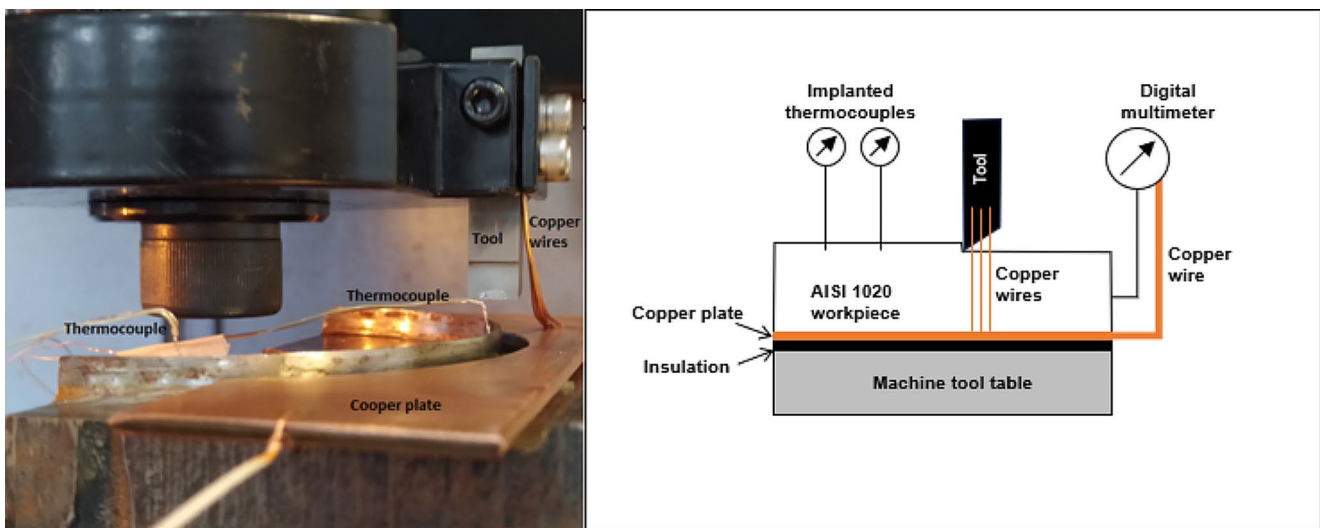 Tool
Copper
wires
Thermocouple
Thermocouple
Cooper plate
Implanted
thermocouples
Digital
multimeter
Tool
Copper
wire
Copper
wires
AISI 1020
workpiece
Copper plate
Insulation
Machine tool table